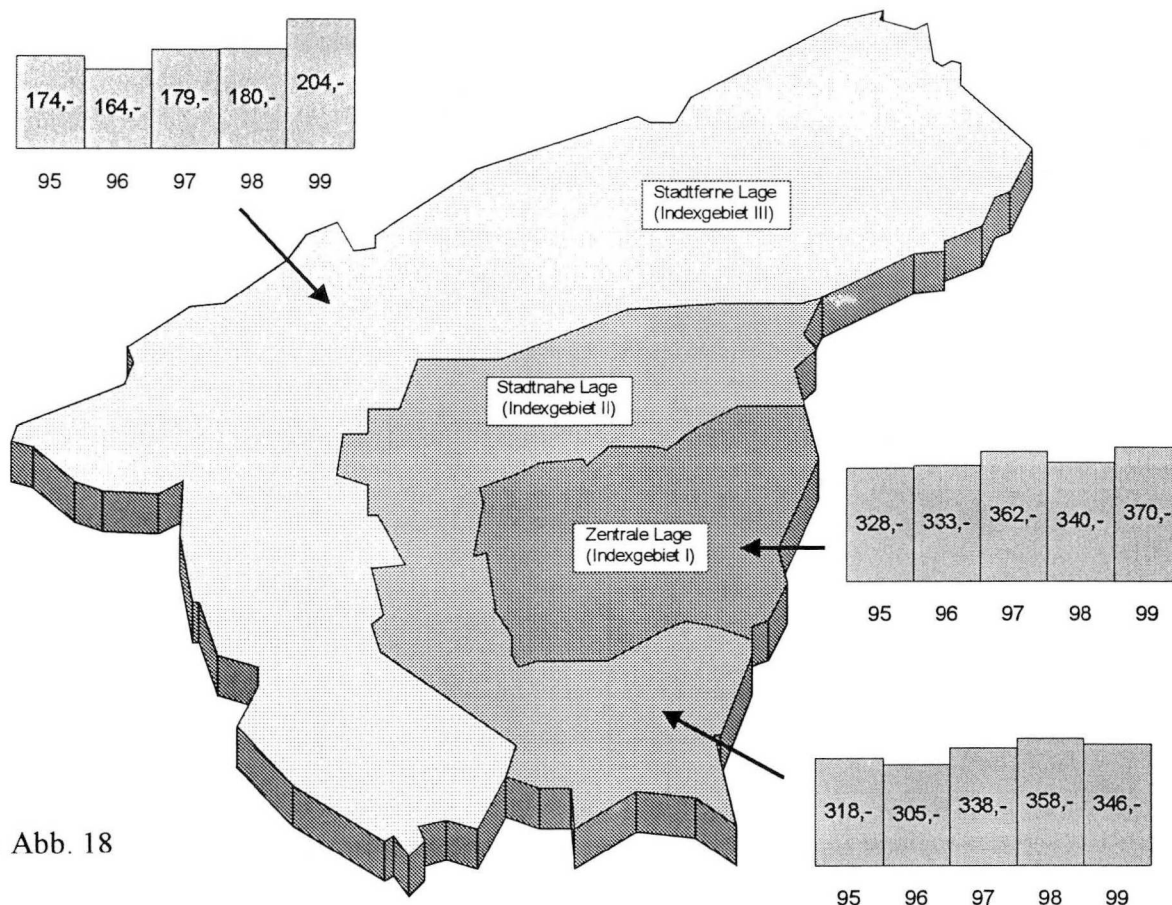 174,- 164,- 179,- 180,- 204,-
95 96 97 98 99
Stadtferne Lage
(Indexgebiet III)
Stadtnahe Lage
(Indexgebiet II)
Zentrale Lage
(Indexgebiet I)
328,- 333,- 362,- 340,- 370,-
95 96 97 98 99
318,- 305,- 338,- 358,- 346,-
95 96 97 98 99
Abb. 18